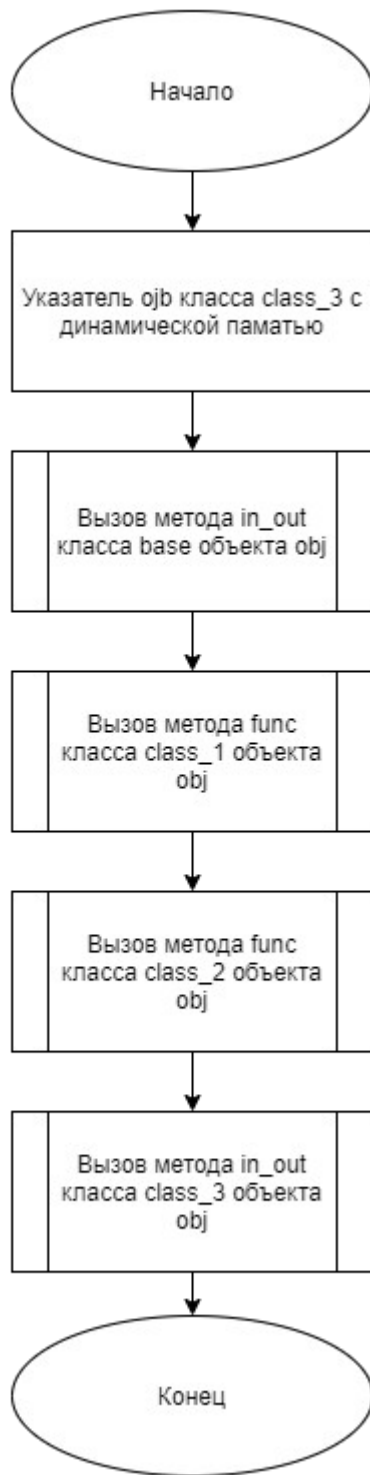 Начало
Указатель ojb класса class_3 с
динамической паматью
Вызов метода in_out
класса base объекта obj
Вызов метода func
класса class_1 объекта
obj
Вызов метода func
класса class_2 объекта
obj
Вызов метода in_out
класса class_3 объекта
obj
Конец